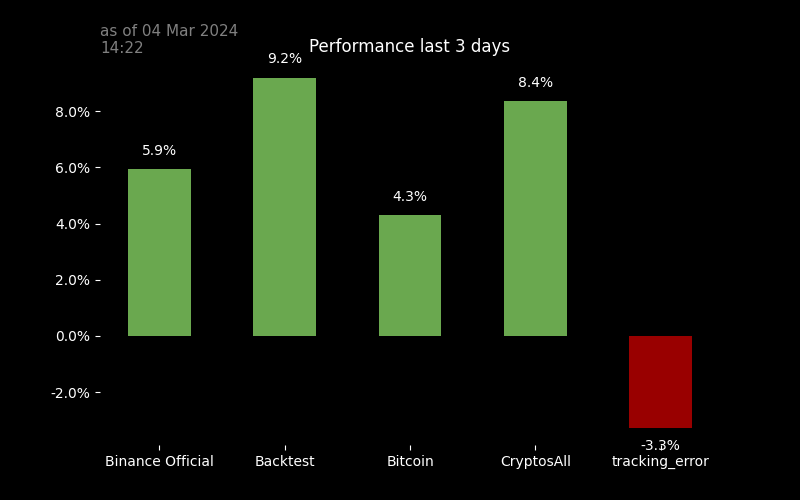 as of 04 Mar 2024
14:22
Performance last 3 days
9.2%
8.4%
5.9%
4.3%
-3.3%
8.0%
6.0%
4.0%
2.0%
0.0%
-2.0%
Binance Official
Backtest
Bitcoin
CryptosAll
tracking_error